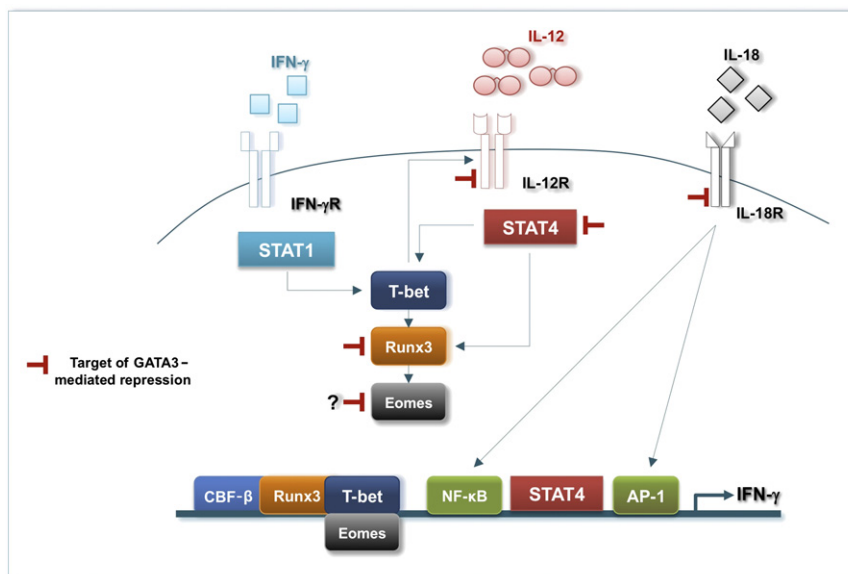 IL-12
IFN-γ
IL-18
IL-12R
IFN-γR
IL-18R
STAT4
STAT1
T-bet
Runx3
Target of GATA3–
mediated repression
?
Eomes
CBF-β
Runx3
T-bet
NF-κB
STAT4
AP-1
IFN-γ
Eomes